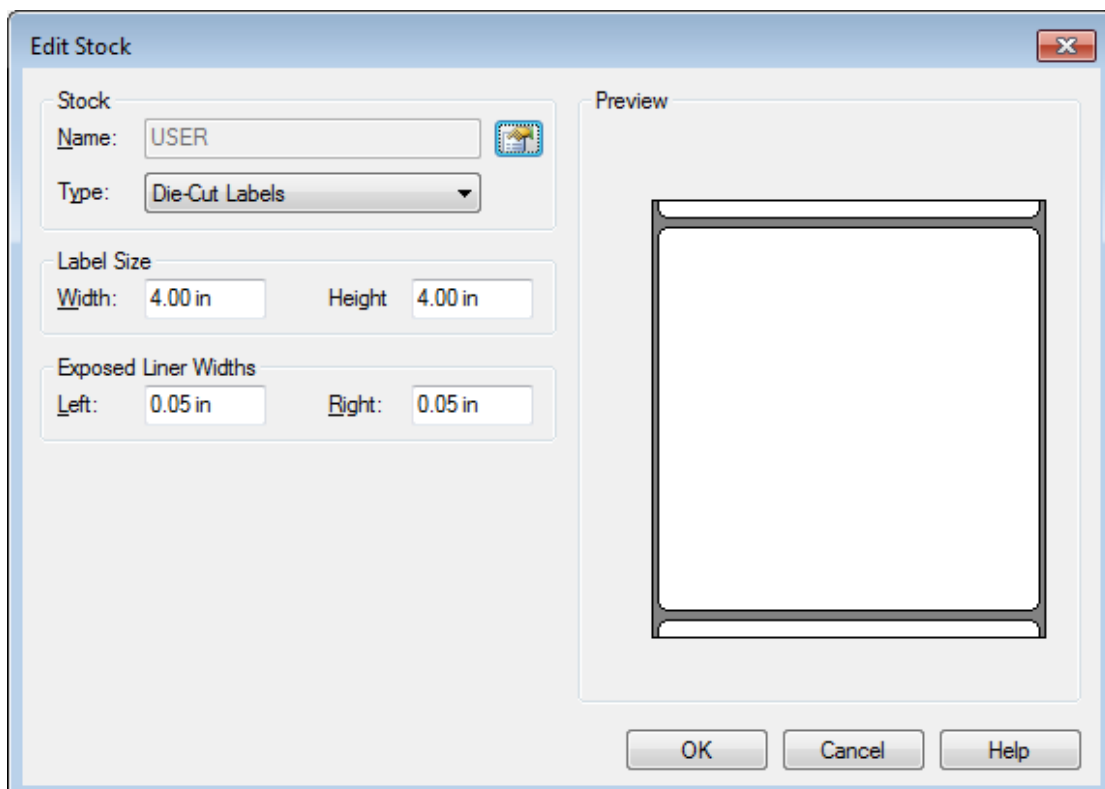 Edit Stock
Stock
Name: USER
Type: Die-Cut Labels
Label Size
Width: 4.00 in Height 4.00 in
Exposed Liner Widths
Left: 0.05 in Right: 0.05 in
Preview
OK Cancel Help